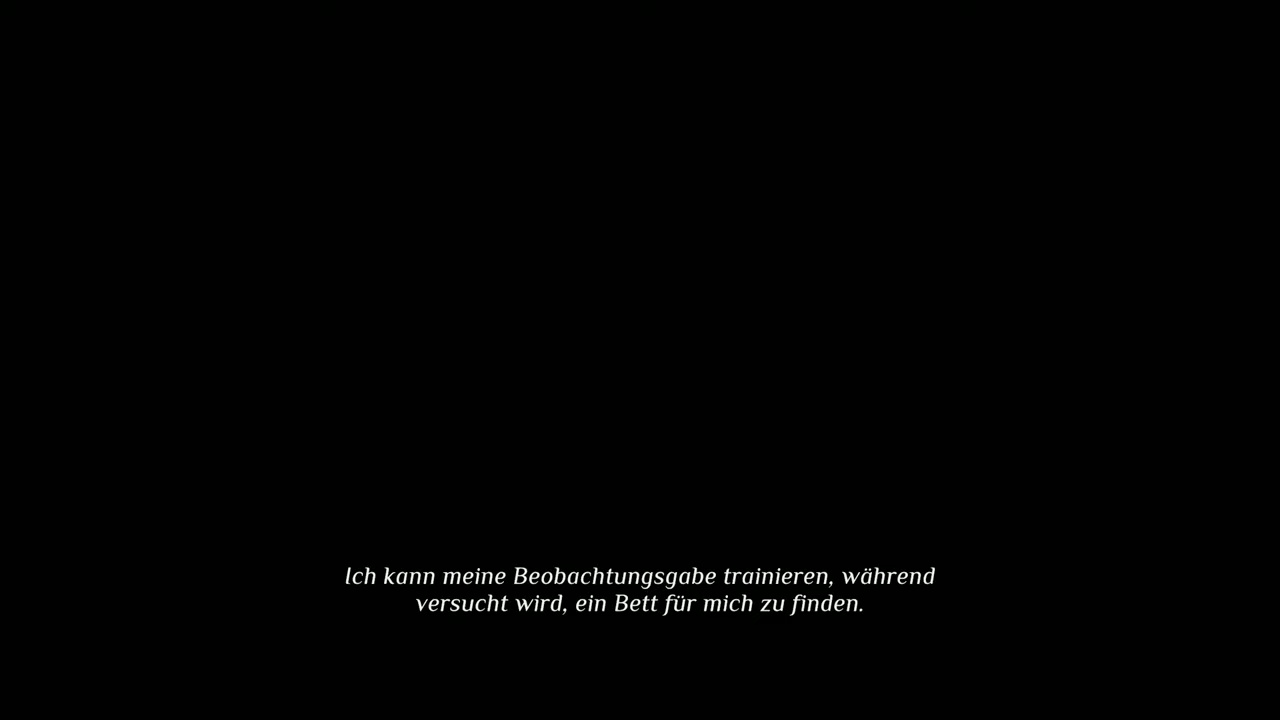 Ich kann meine Beobachtungsgabe trainieren, während
versucht wird, ein Bett für mich zu finden.